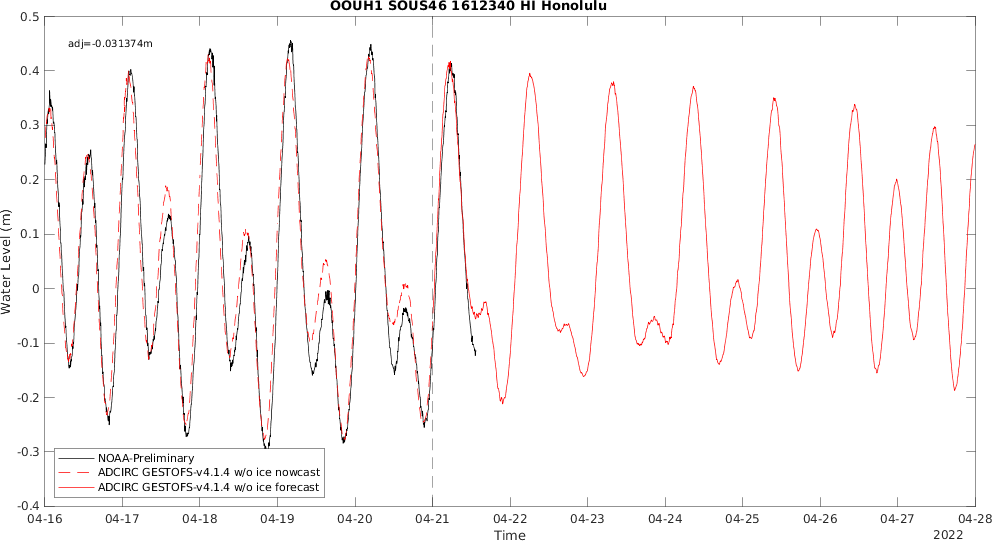 OOUH1 SOUS46 1612340 HI Honolulu
adj=-0.031374m
0.5
0.4
0.3
0.2
0.1
0
-0.1
-0.2
-0.3
-0.4
Water Level (m)
NOAA-Preliminary
ADCIRC GESTOFS-v4.1.4 w/o ice nowcast
ADCIRC GESTOFS-v4.1.4 w/o ice forecast
04-16 04-17 04-18 04-19 04-20 04-21 04-22 04-23 04-24 04-25 04-26 04-27 04-28
Time
2022